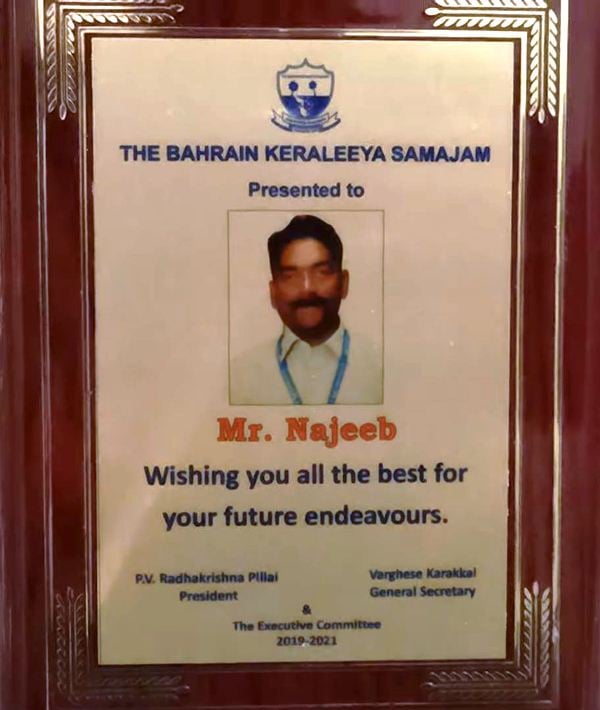 THE BAHRAIN KERALEEYA SAMAJAM
Presented to
Mr. Najeeb
Wishing you all the best for
your future endeavours.
P.V. Radhakrishna Pillai
President
Varghese Karakkal
General Secretary
&
The Executive Committee
2019-2021